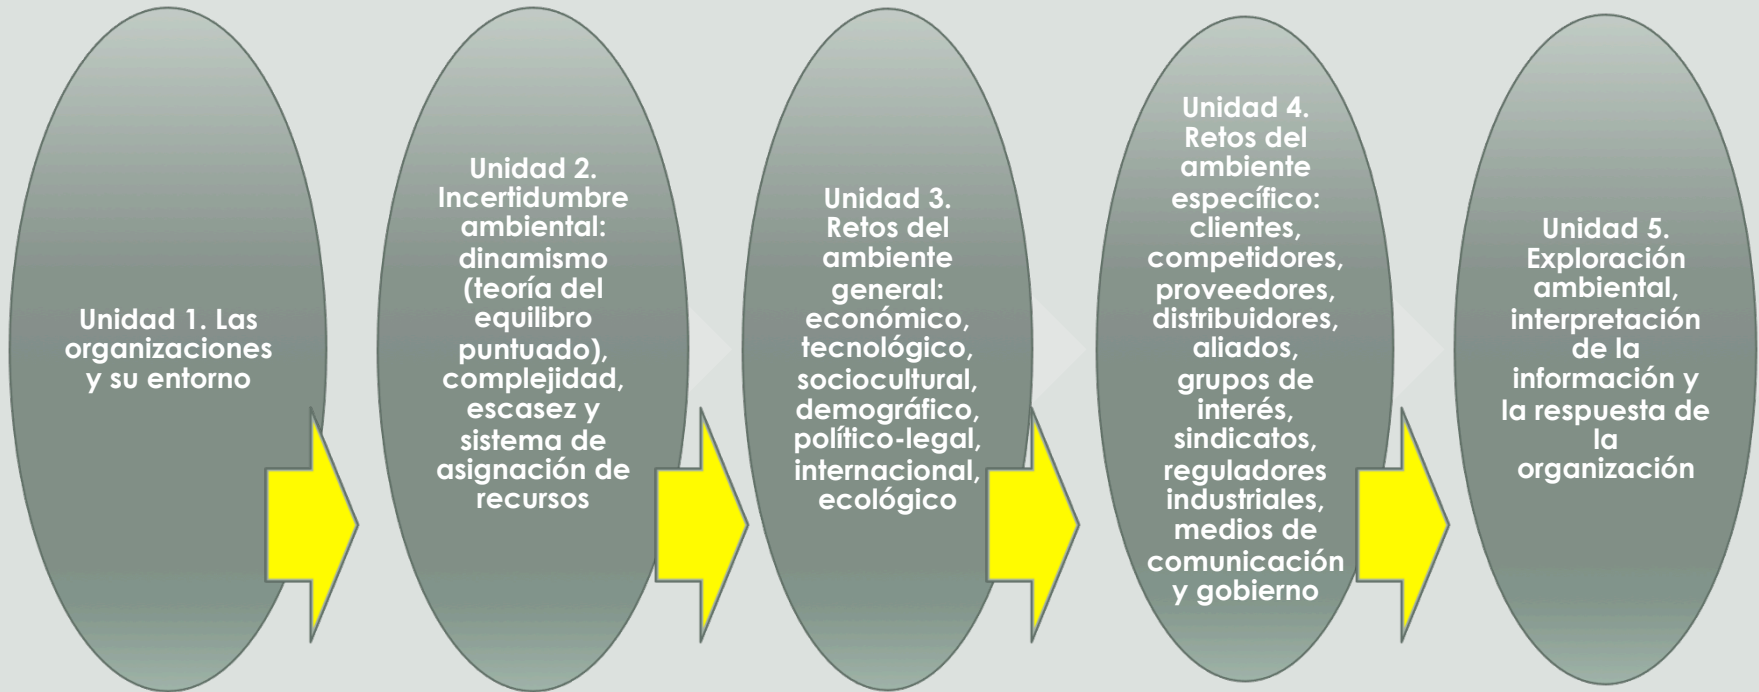 Unidad 1. Las
organizaciones
y su entorno
Unidad 2.
Incertidumbre
ambiental:
dinamismo
(teoría del
equilibro
puntuado),
complejidad,
escasez y
sistema de
asignación de
recursos
Unidad 3.
Retos del
ambiente
general:
económico,
tecnológico,
sociocultural,
demográfico,
político-legal,
internacional,
ecológico
Unidad 4.
Retos del
ambiente
específico:
clientes,
competidores,
proveedores,
distribuidores,
aliados,
grupos de
interés,
sindicatos,
reguladores
industriales,
medios de
comunicación
y gobierno
Unidad 5.
Exploración
ambiental,
interpretación
de la
información y
la respuesta de
la
organización